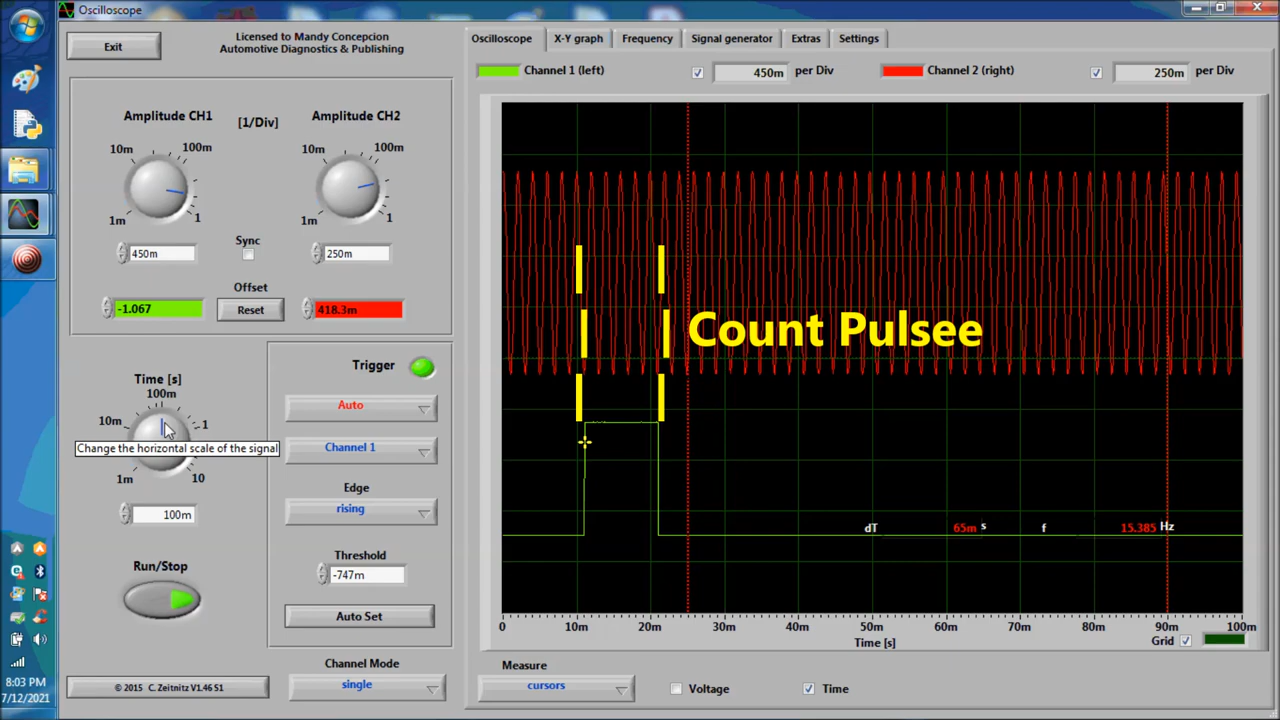 Oscilloscope
Exit
Licensed to Mandy Concepcion
Automotive Diagnostics & Publishing
Amplitude CH1
[1/Div]
Amplitude CH2
10m
100m
1m
1
10m
100m
1m
1
450m
Sync
250m
Offset
-1.067
Reset
418.3m
Time [s]
100m
10m
1
Change the horizontal scale of the signal
1m
10
100m
Run/Stop
Trigger
Auto
Channel 1
Edge
rising
Threshold
-747m
Auto Set
Channel Mode
single
© 2015 C. Zeitnitz V1.46 S1
8:03 PM
7/12/2021
Oscilloscope
X-Y graph
Frequency
Signal generator
Extras
Settings
Channel 1 (left)
450m
per Div
Channel 2 (right)
250m
per Div
Count Pulsee
dT
65m
s
f
15.385
Hz
0
10m
20m
30m
40m
50m
60m
70m
80m
90m
100m
Time [s]
Grid
Measure
cursors
Voltage
Time